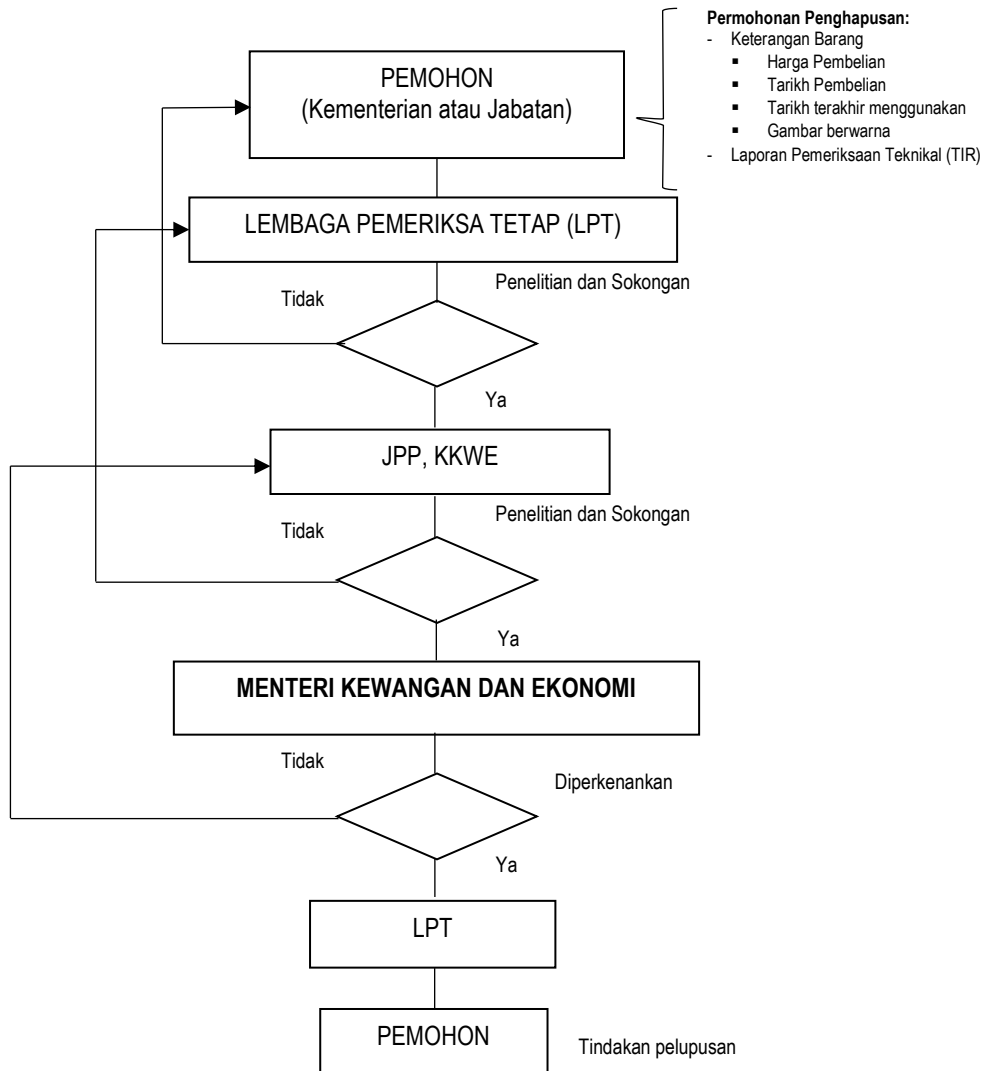 Permohonan Penghapusan:
- Keterangan Barang
▪ Harga Pembelian
▪ Tarikh Pembelian
▪ Tarikh terakhir menggunakan
▪ Gambar berwarna
- Laporan Pemeriksaan Teknikal (TIR)
PEMOHON
(Kementerian atau Jabatan)
LEMBAGA PEMERIKSA TETAP (LPT)
Penelitian dan Sokongan
Tidak
Ya
JPP, KKWE
Penelitian dan Sokongan
Tidak
Ya
MENTERI KEWANGAN DAN EKONOMI
Tidak
Diperkenankan
Ya
LPT
PEMOHON
Tindakan pelupusan